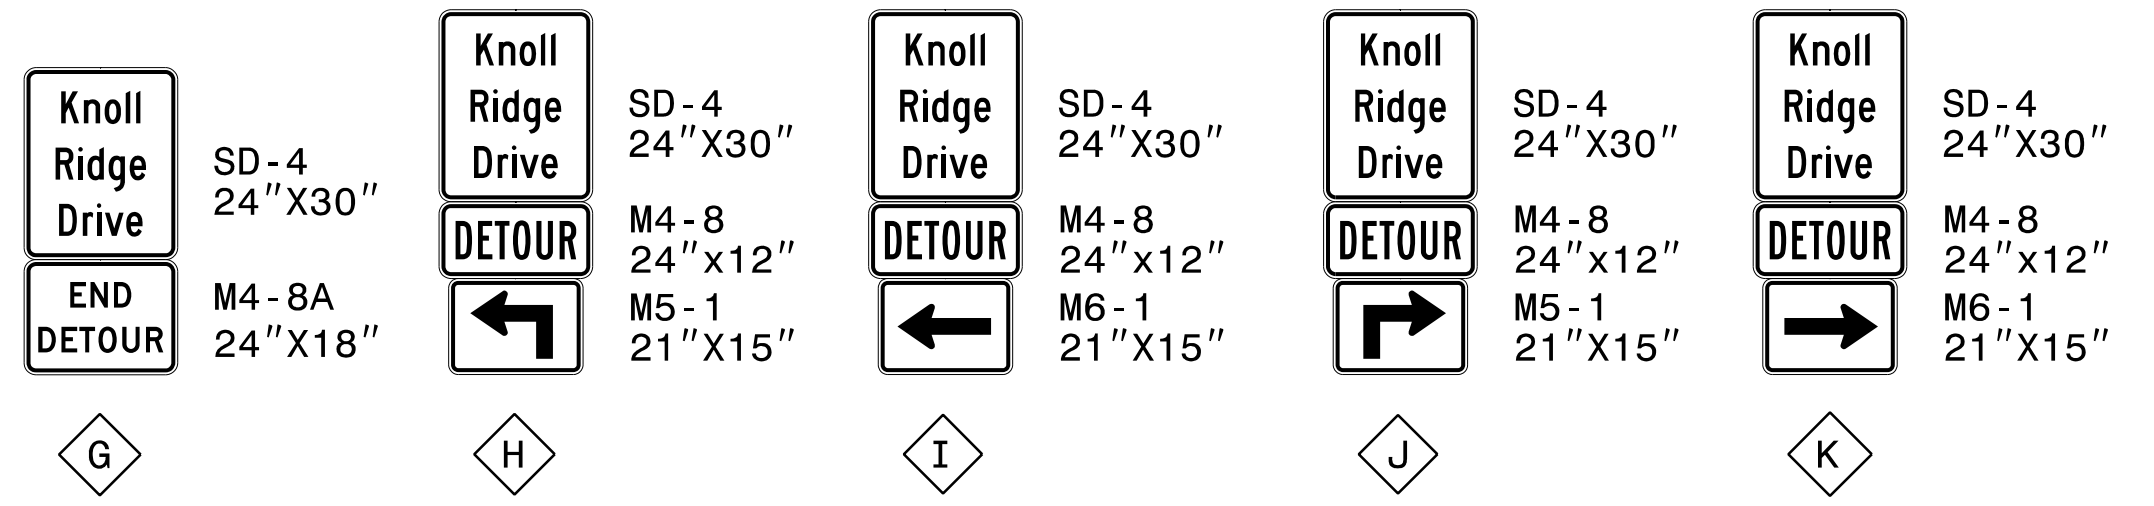 Knoll
Ridge
Drive
SD-4
24"X30"
END
DETOUR
M4-8A
24"X18"
G
Knoll
Ridge
Drive
SD-4
24"X30"
DETOUR
M4-8
24"x12"
M5-1
21"X15"
H
Knoll
Ridge
Drive
SD-4
24"X30"
DETOUR
M4-8
24"x12"
M6-1
21"X15"
I
Knoll
Ridge
Drive
SD-4
24"X30"
DETOUR
M4-8
24"x12"
M5-1
21"X15"
J
Knoll
Ridge
Drive
SD-4
24"X30"
DETOUR
M4-8
24"x12"
M6-1
21"X15"
K